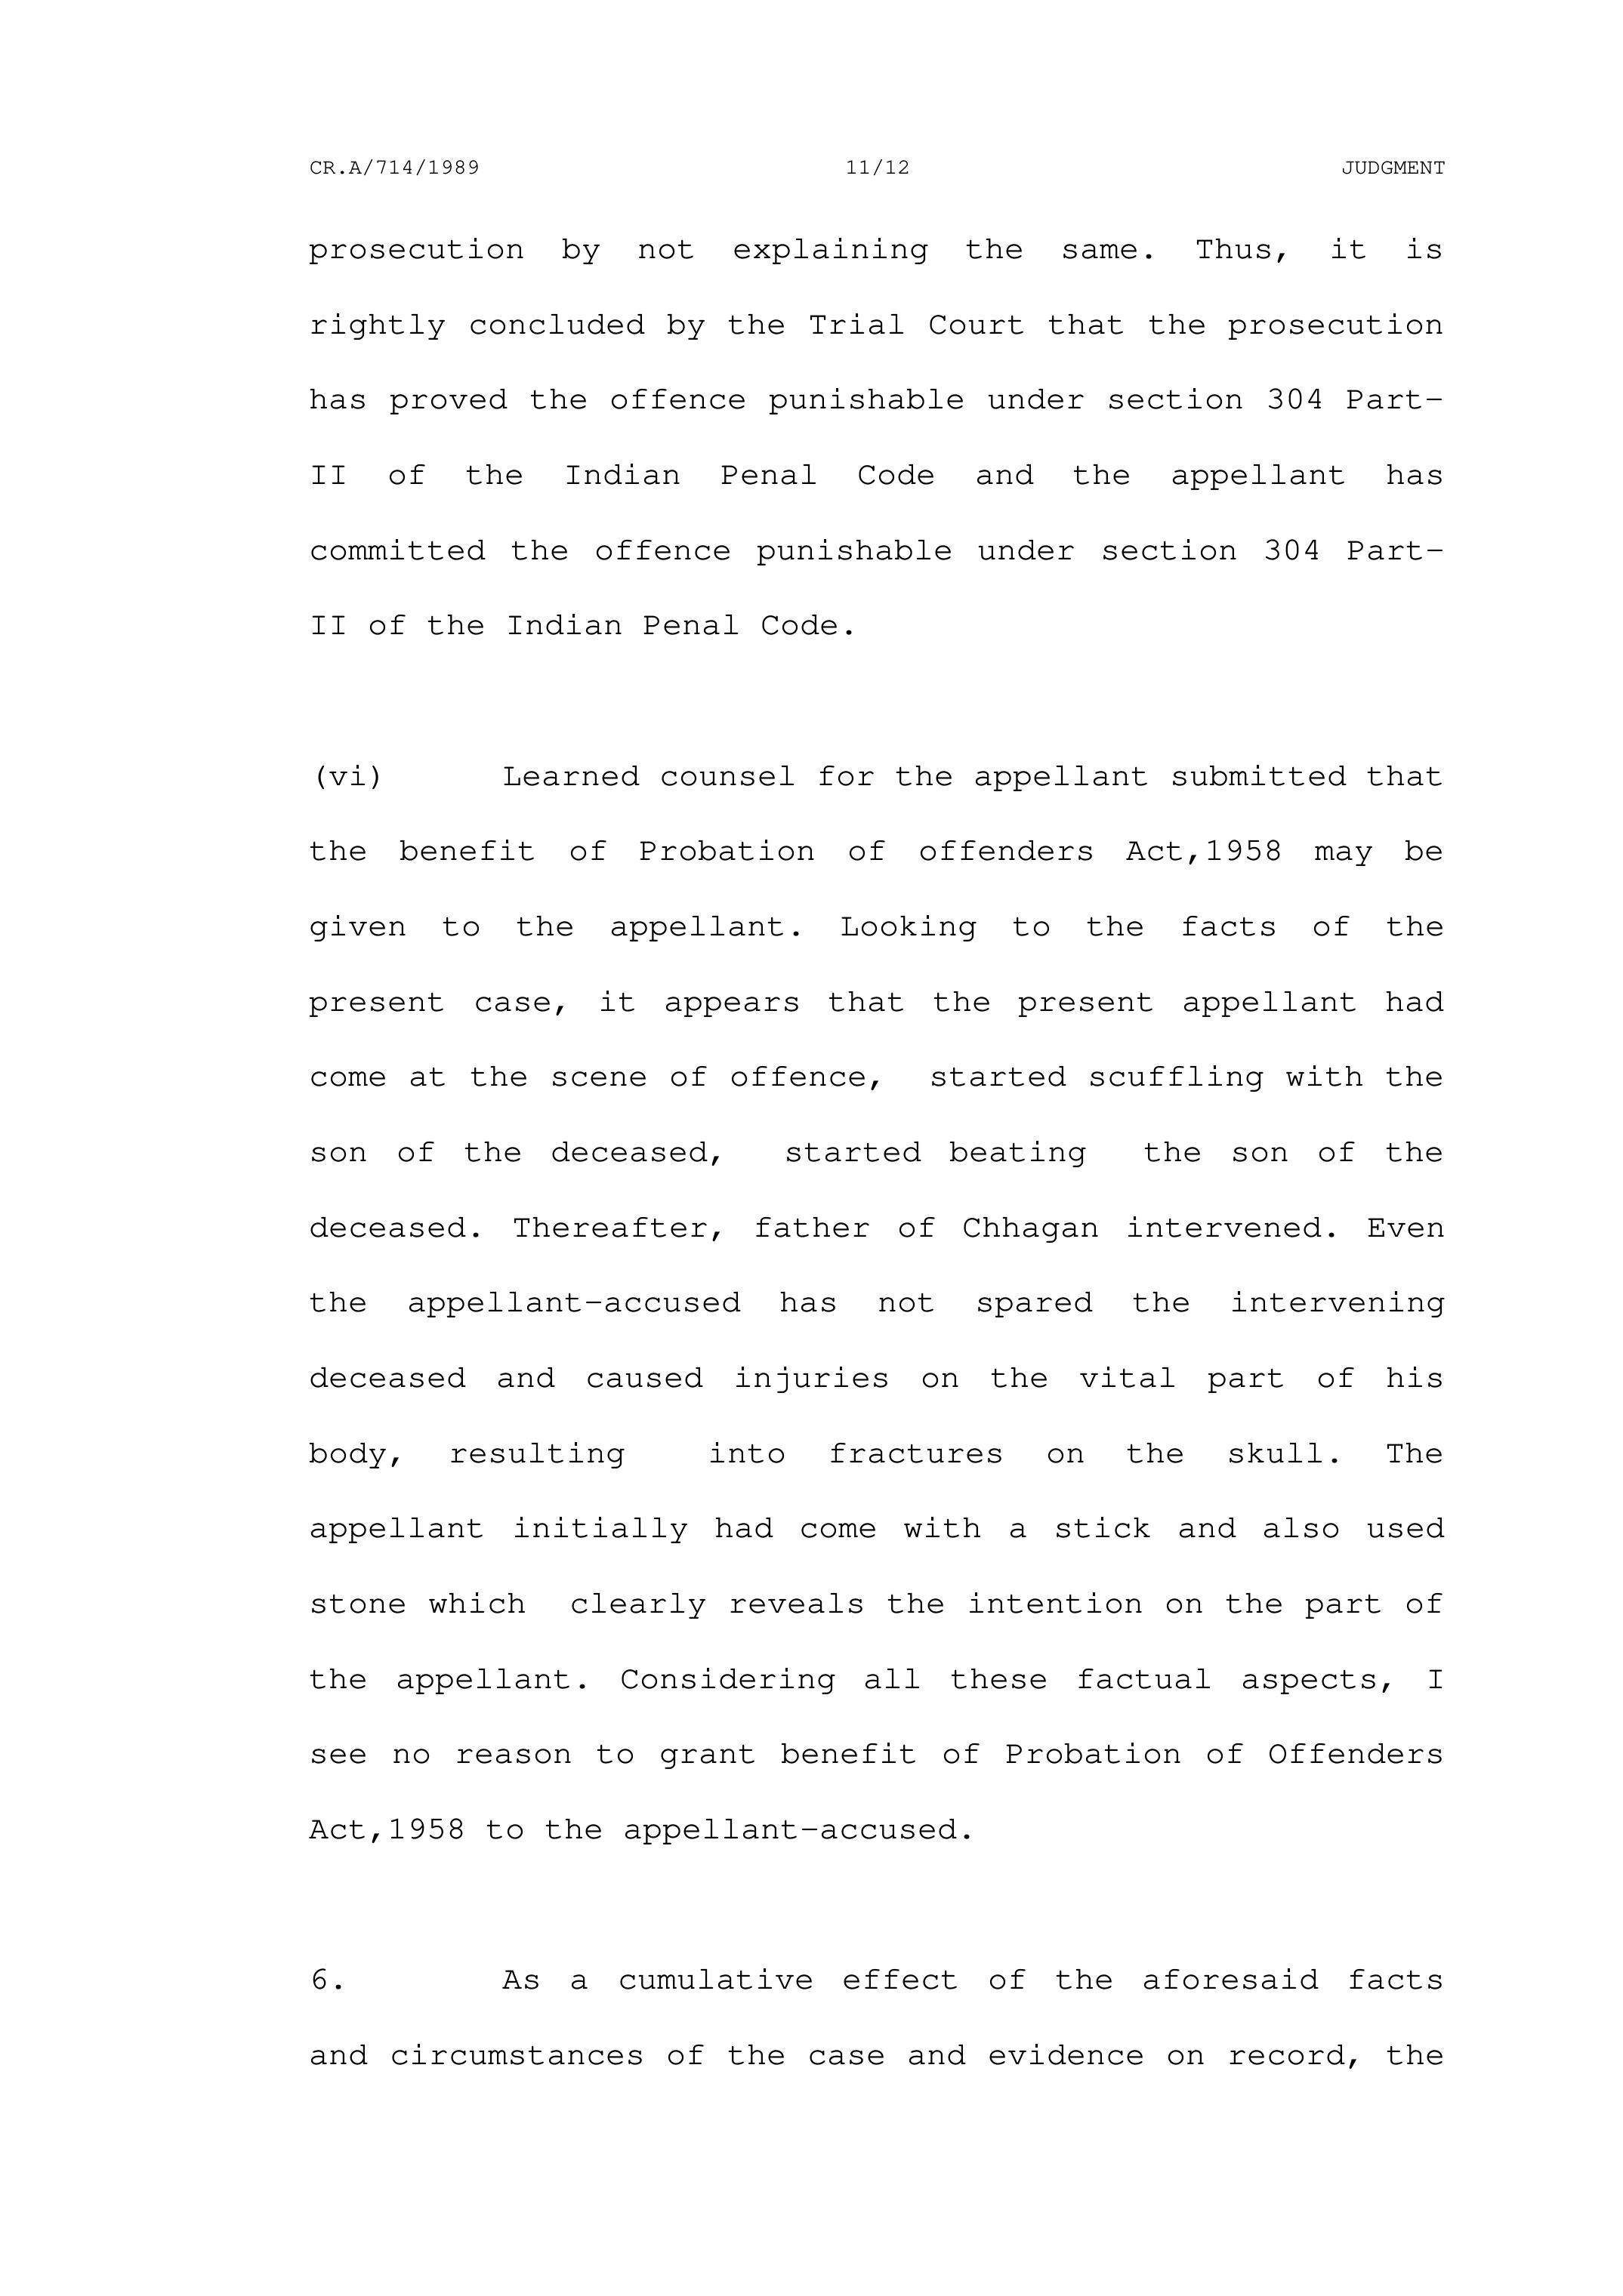 CR.A/714/1989 11/12 JUDGMENT
prosecution by not explaining the same. Thus, it is
rightly concluded by the Trial Court that the prosecution
has proved the offence punishable under section 304 Part-
II of the Indian Penal Code and the appellant has
committed the offence punishable under section 304 Part-
II of the Indian Penal Code.
(vi) Learned counsel for the appellant submitted that
the benefit of Probation of offenders Act,1958 may be
given to the appellant. Looking to the facts of the
present case, it appears that the present appellant had
come at the scene of offence, started scuffling with the
son of the deceased, started beating the son of the
deceased. Thereafter, father of Chhagan intervened. Even
the appellant-accused has not spared the intervening
deceased and caused injuries on the vital part of his
body, resulting into fractures on the skull. The
appellant initially had come with a stick and also used
stone which clearly reveals the intention on the part of
the appellant. Considering all these factual aspects, I
see no reason to grant benefit of Probation of Offenders
Act,1958 to the appellant-accused.
6. As a cumulative effect of the aforesaid facts
and circumstances of the case and evidence on record, the